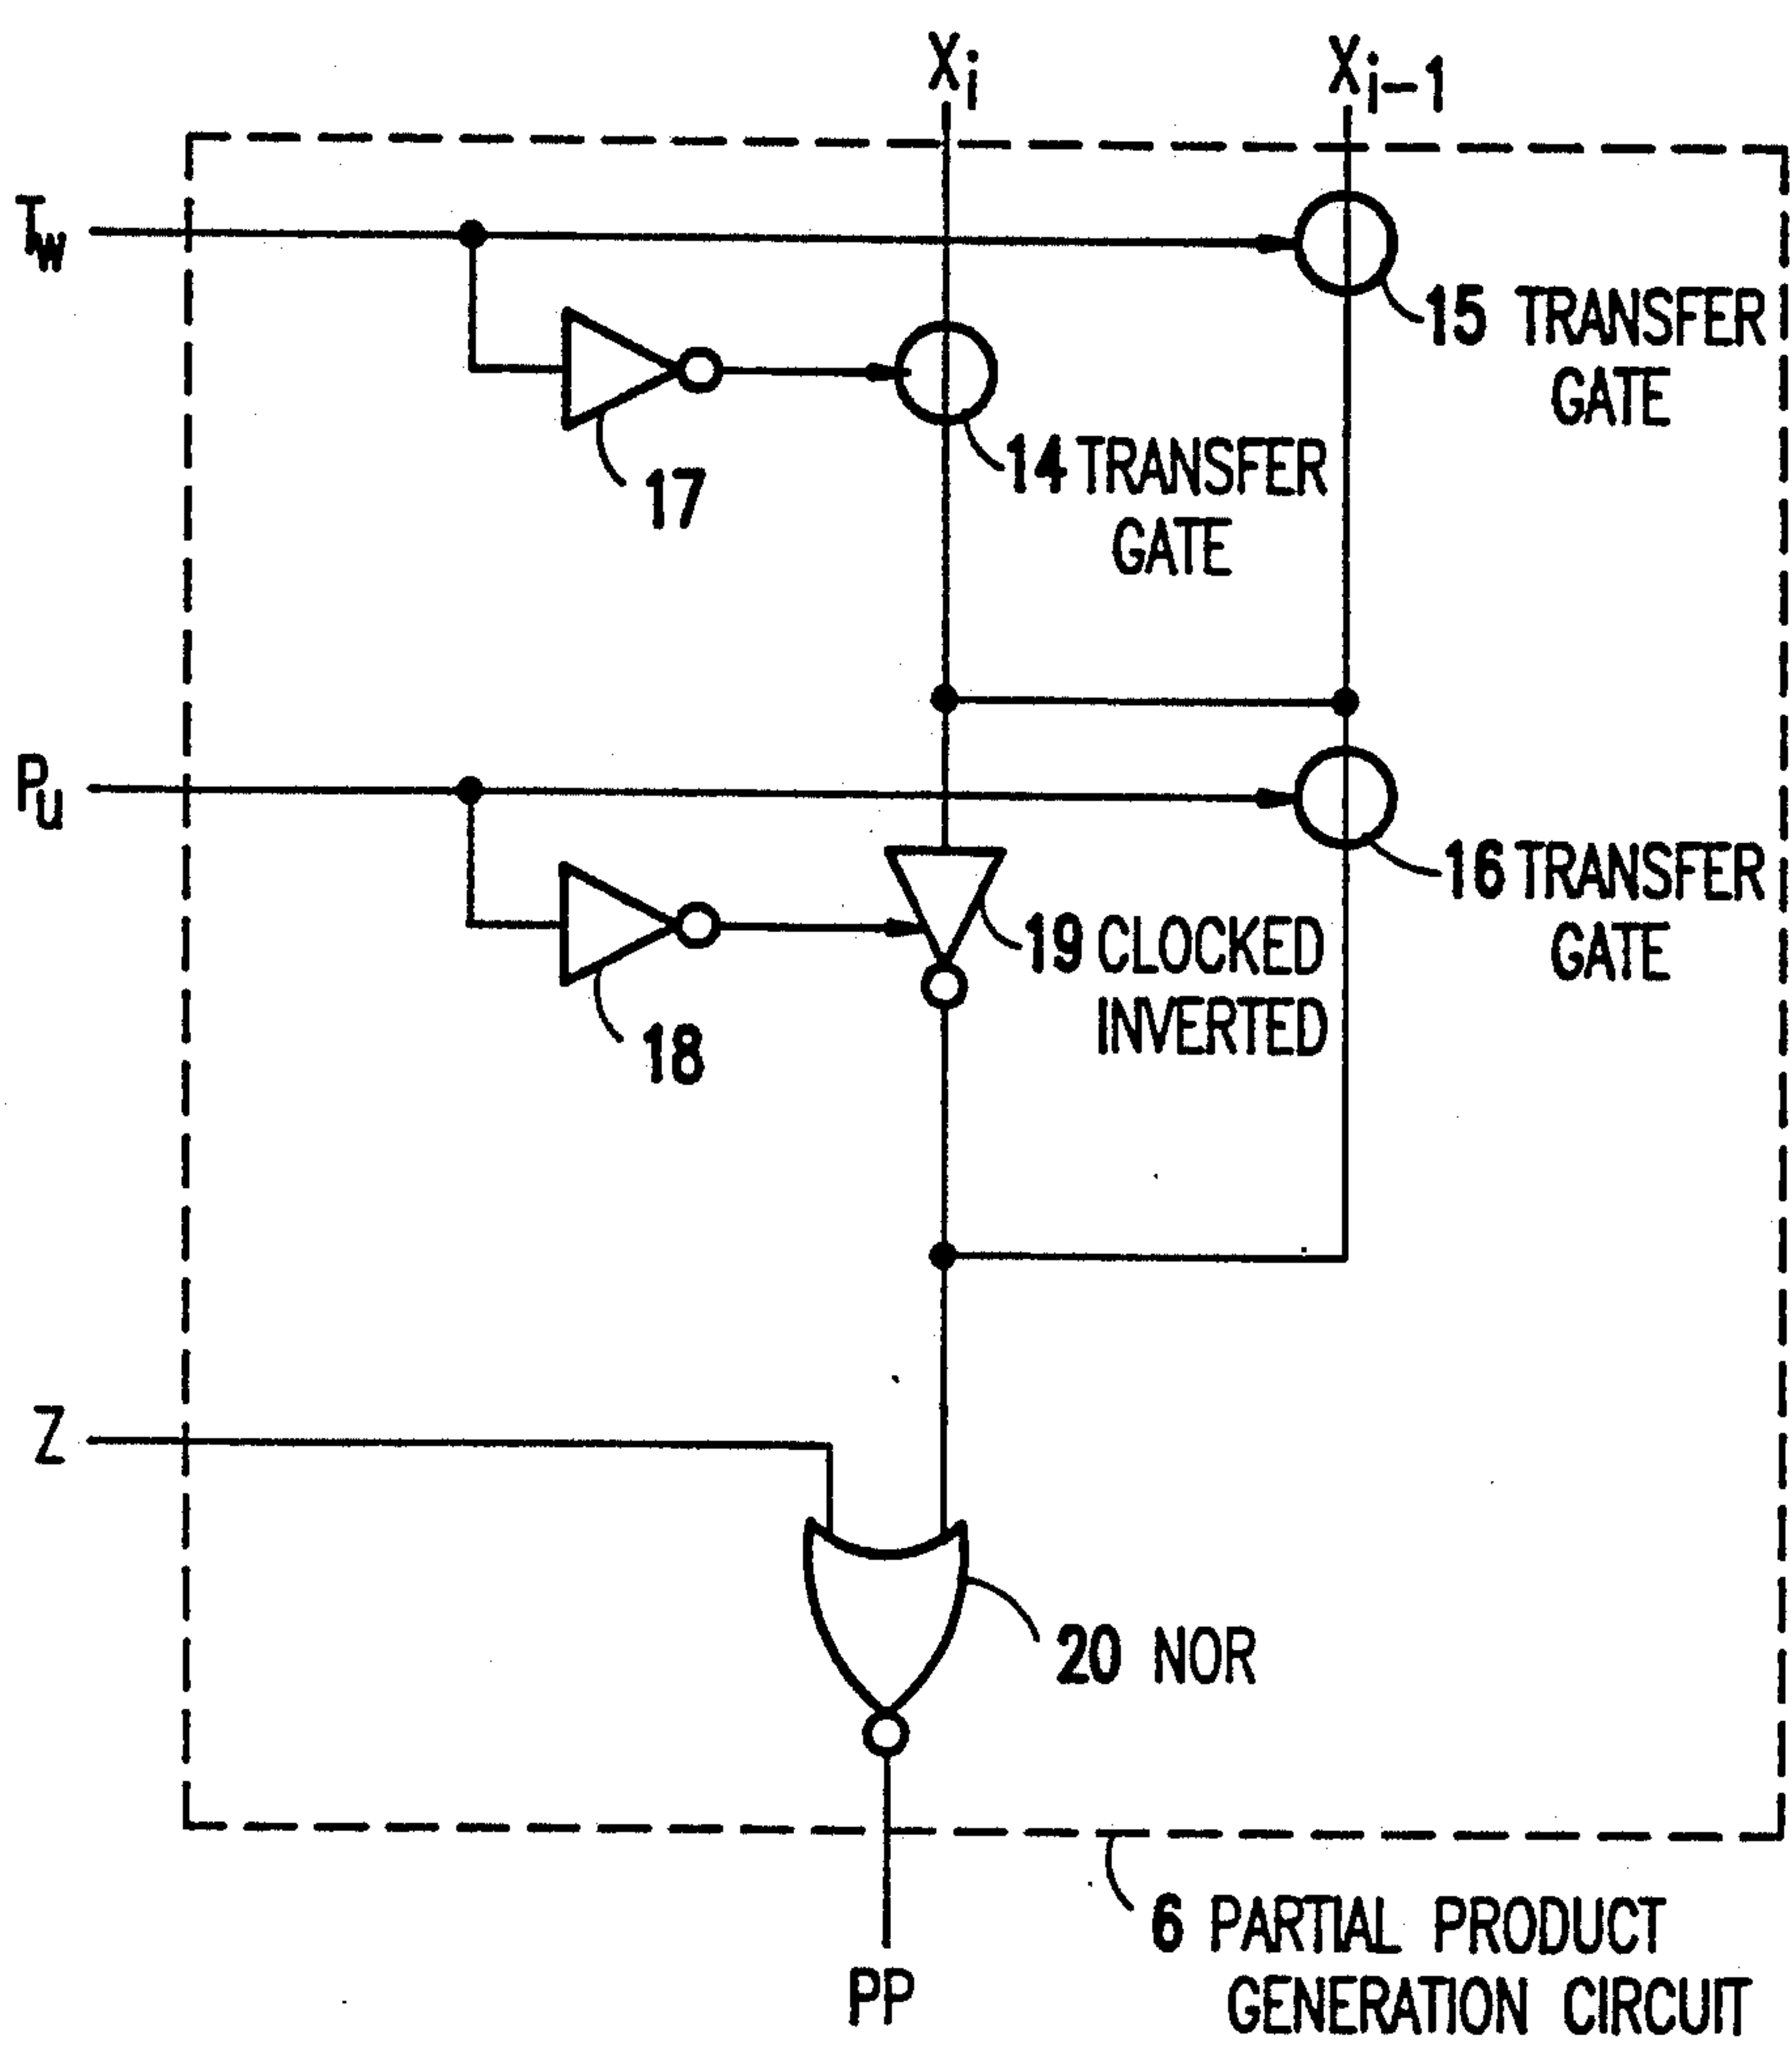 Xi
Xi-1
Tw
15 TRANSFER
GATE
14 TRANSFER
GATE
17
Pu
16 TRANSFER
GATE
19 CLOCKED
INVERTED
18
Z
20 NOR
6 PARTIAL PRODUCT
GENERATION CIRCUIT
PP